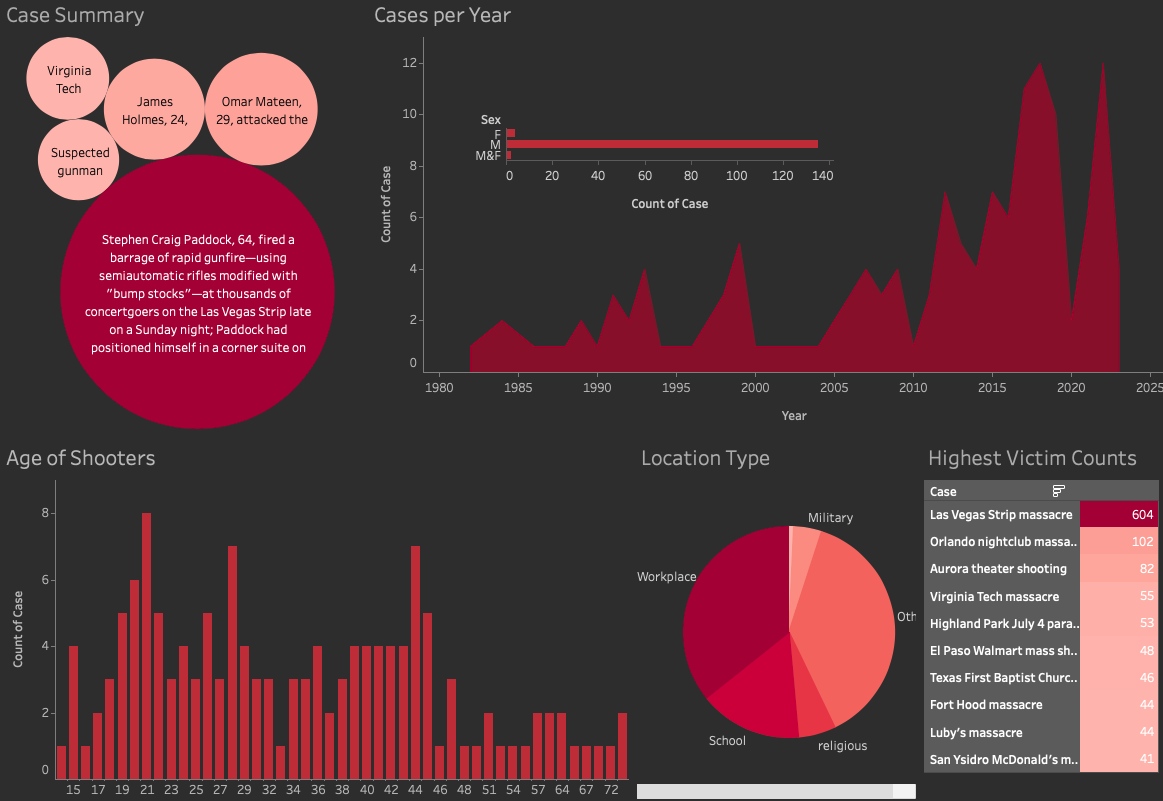 Case Summary
Virginia
Tech
James
Holmes, 24,
Omar Mateen,
29, attacked the
Suspected
gunman
Stephen Craig Paddock, 64, fired a
barrage of rapid gunfire—using
semiautomatic rifles modified with
"bump stocks"—at thousands of
concertgoers on the Las Vegas Strip late
on a Sunday night; Paddock had
positioned himself in a corner suite on
Cases per Year
Count of Case
12
10
8
6
4
2
0
Sex
F
M
M&F
0 20 40 60 80 100 120 140
Count of Case
1980 1985 1990 1995 2000 2005 2010 2015 2020 2025
Year
Age of Shooters
Count of Case
8
6
4
2
0
15 17 19 21 23 25 27 29 32 34 36 38 40 42 44 46 48 51 54 57 64 67 72
Location Type
Military
Workplace
Oth
School
religious
Highest Victim Counts
Case
Las Vegas Strip massacre 604
Orlando nightclub massa.. 102
Aurora theater shooting 82
Virginia Tech massacre 55
Highland Park July 4 para.. 53
El Paso Walmart mass sh.. 48
Texas First Baptist Churc.. 46
Fort Hood massacre 44
Luby's massacre 44
San Ysidro McDonald's m.. 41